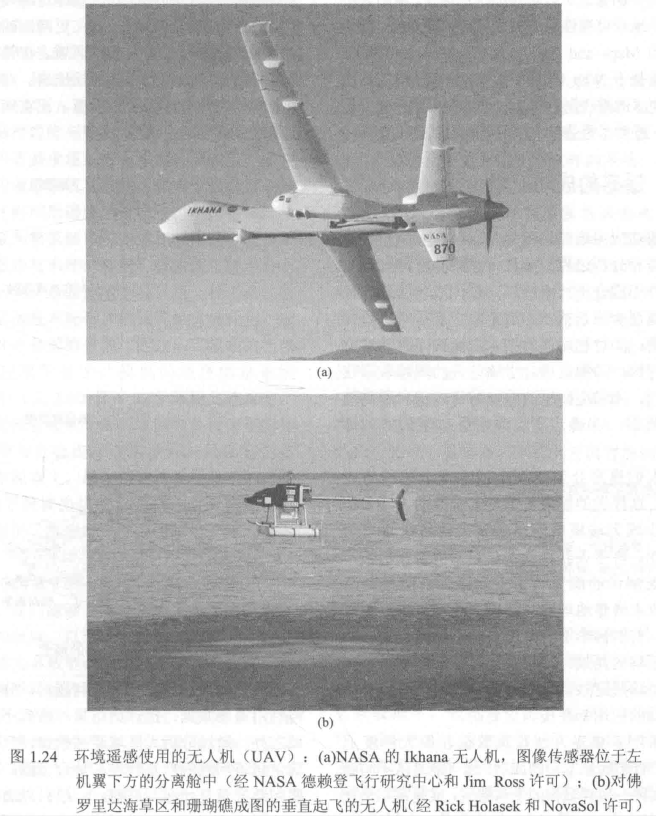 IKHANA
NASA
870
(a)
(b)
图 1.24 环境遥感使用的无人机（UAV）：(a)NASA 的 Ikhana 无人机，图像传感器位于左
机翼下方的分离舱中（经 NASA 德赖登飞行研究中心和 Jim Ross 许可）；(b)对佛
罗里达海草区和珊瑚礁成图的垂直起飞的无人机(经 Rick Holasek 和 NovaSol 许可)